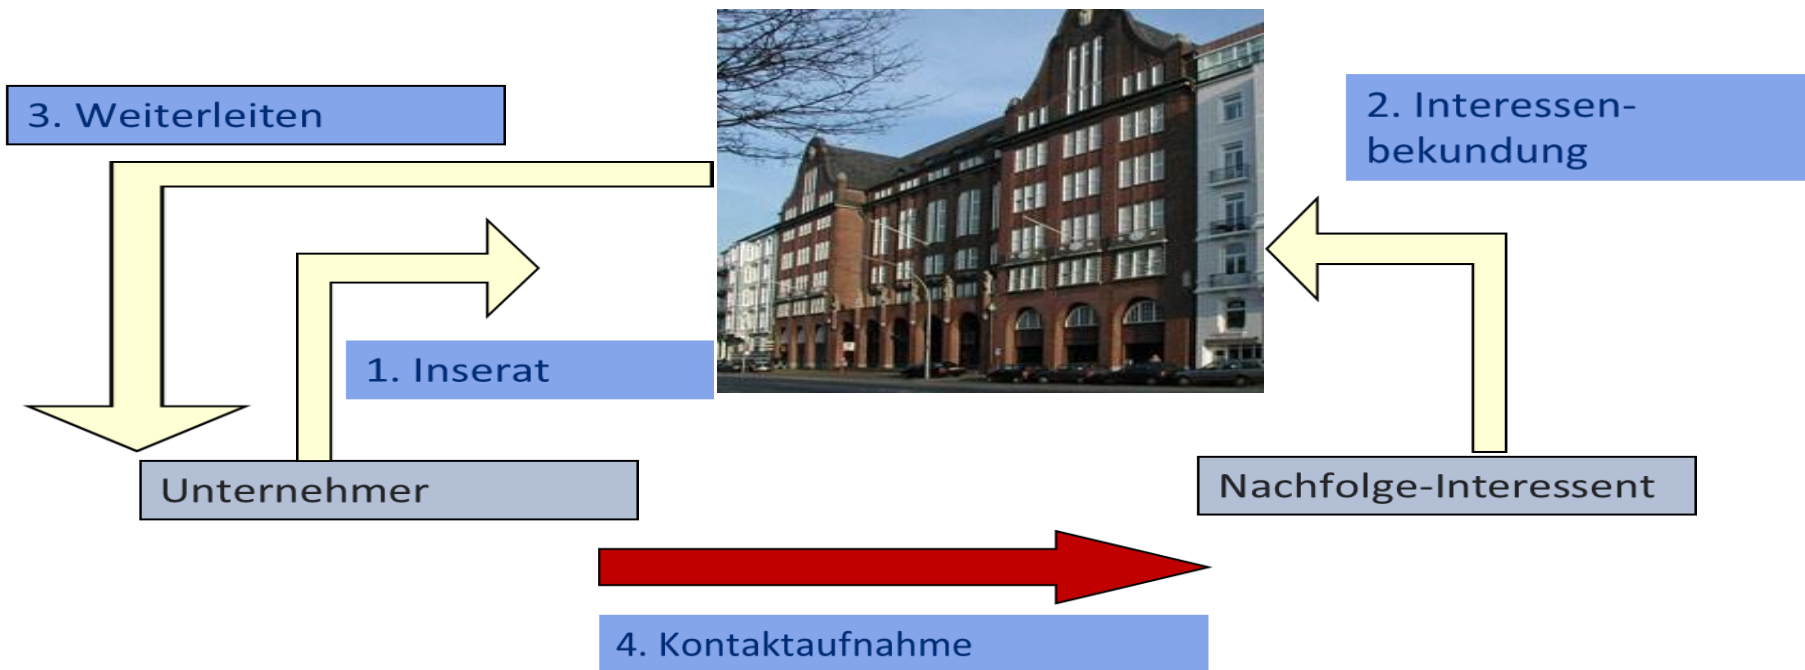 3. Weiterleiten
2. Interessen-
bekundung
1. Inserat
Unternehmer
Nachfolge-Interessent
4. Kontaktaufnahme